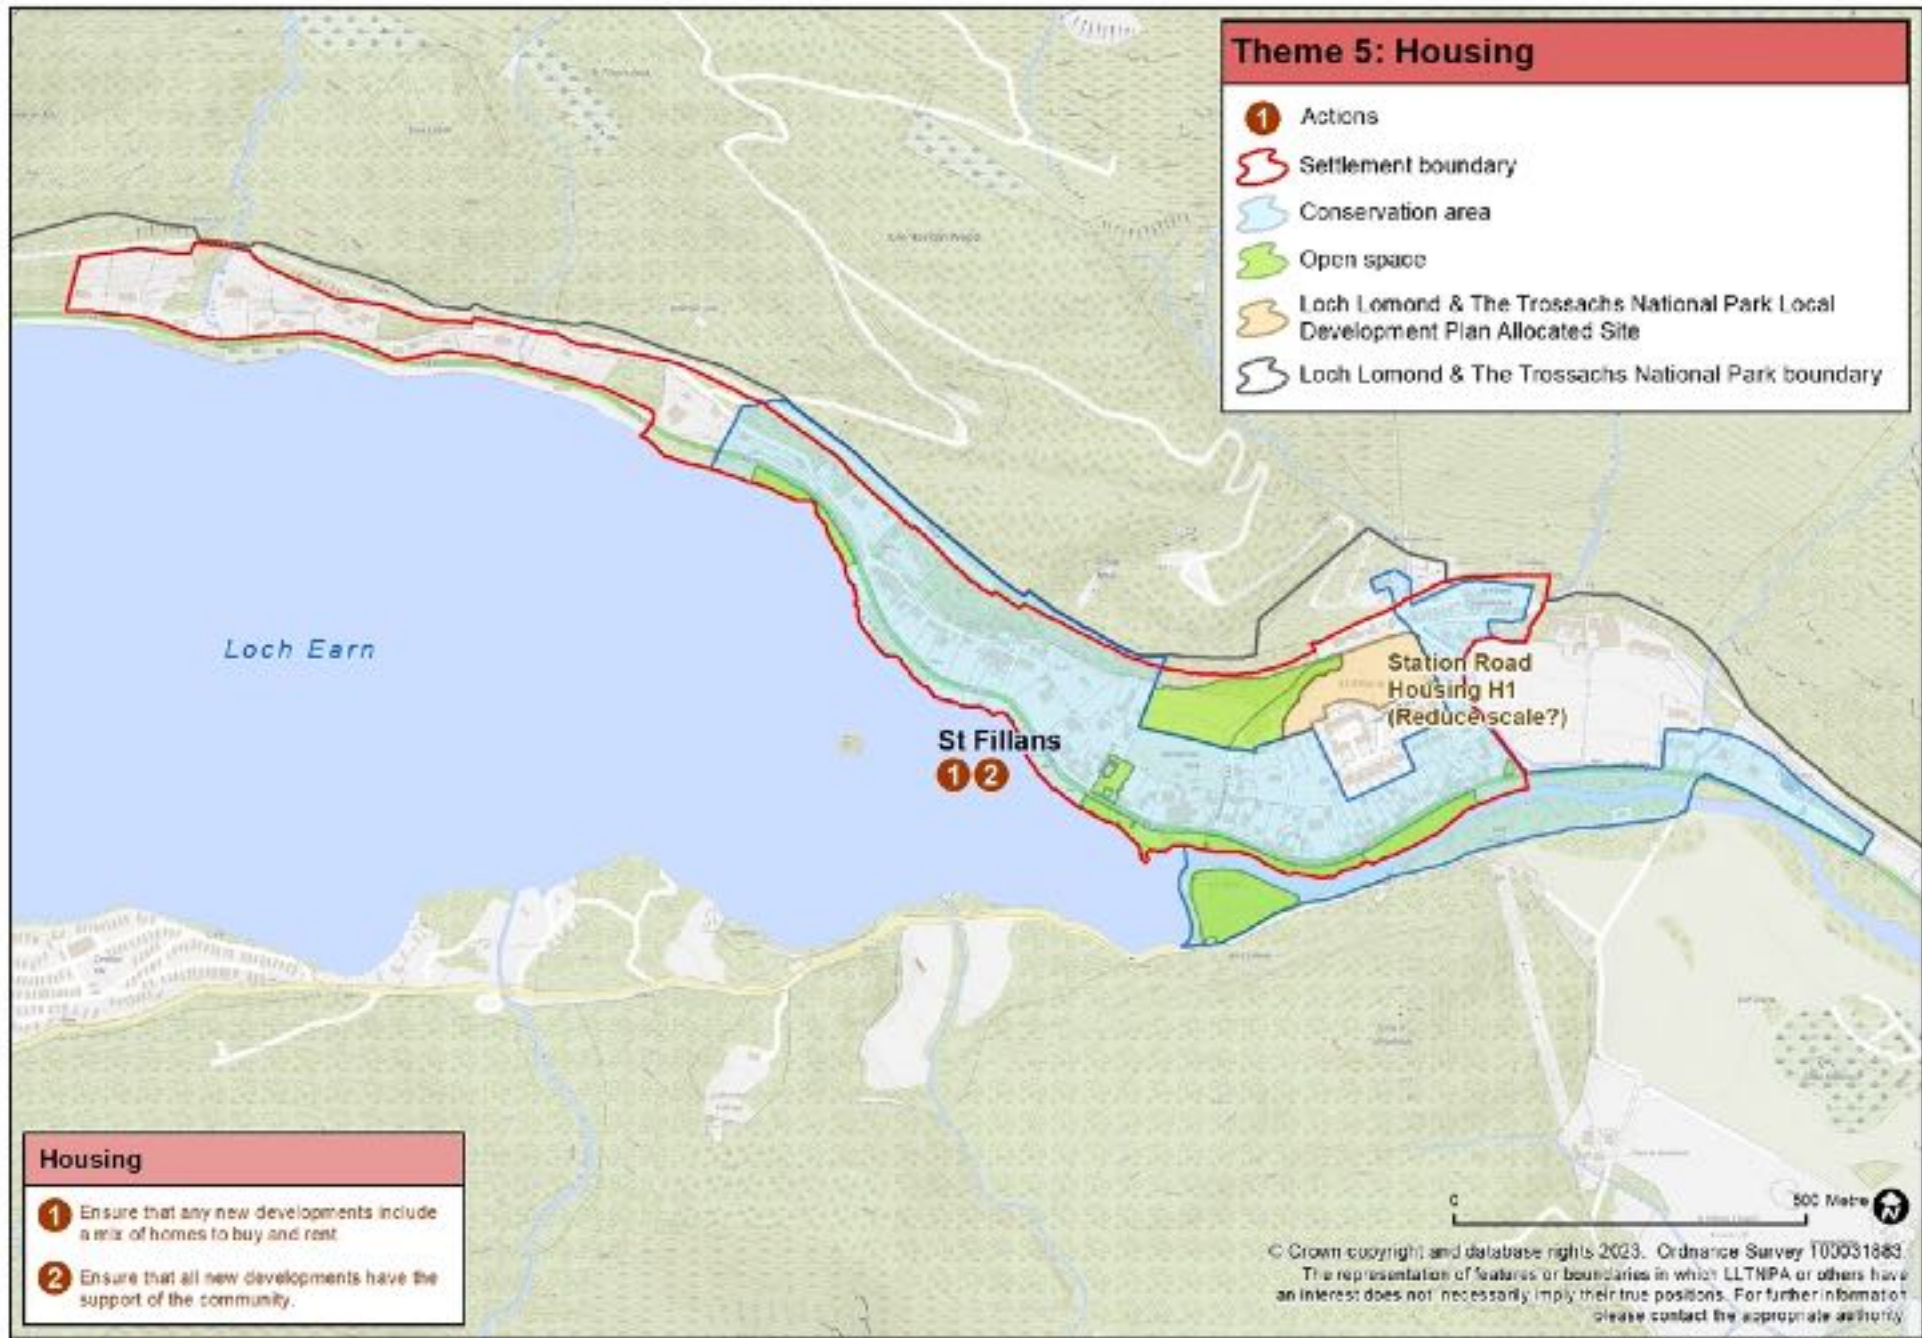 Theme 5: Housing
1 Actions
Settlement boundary
Conservation area
Open space
Loch Lomond & The Trossachs National Park Local
Development Plan Allocated Site
Loch Lomond & The Trossachs National Park boundary
Loch Earn
Station Road
Housing H1
(Reduce scale?)
St Fillans
1 2
Housing
1 Ensure that any new developments include
a mix of homes to buy and rent
2 Ensure that all new developments have the
support of the community.
0 500 Metre
N
© Crown copyright and database rights 2023. Ordnance Survey 100031883.
The representation of features or boundaries in which LLTNPA or others have
an interest does not necessarily imply their true positions. For further information
please contact the appropriate authority.